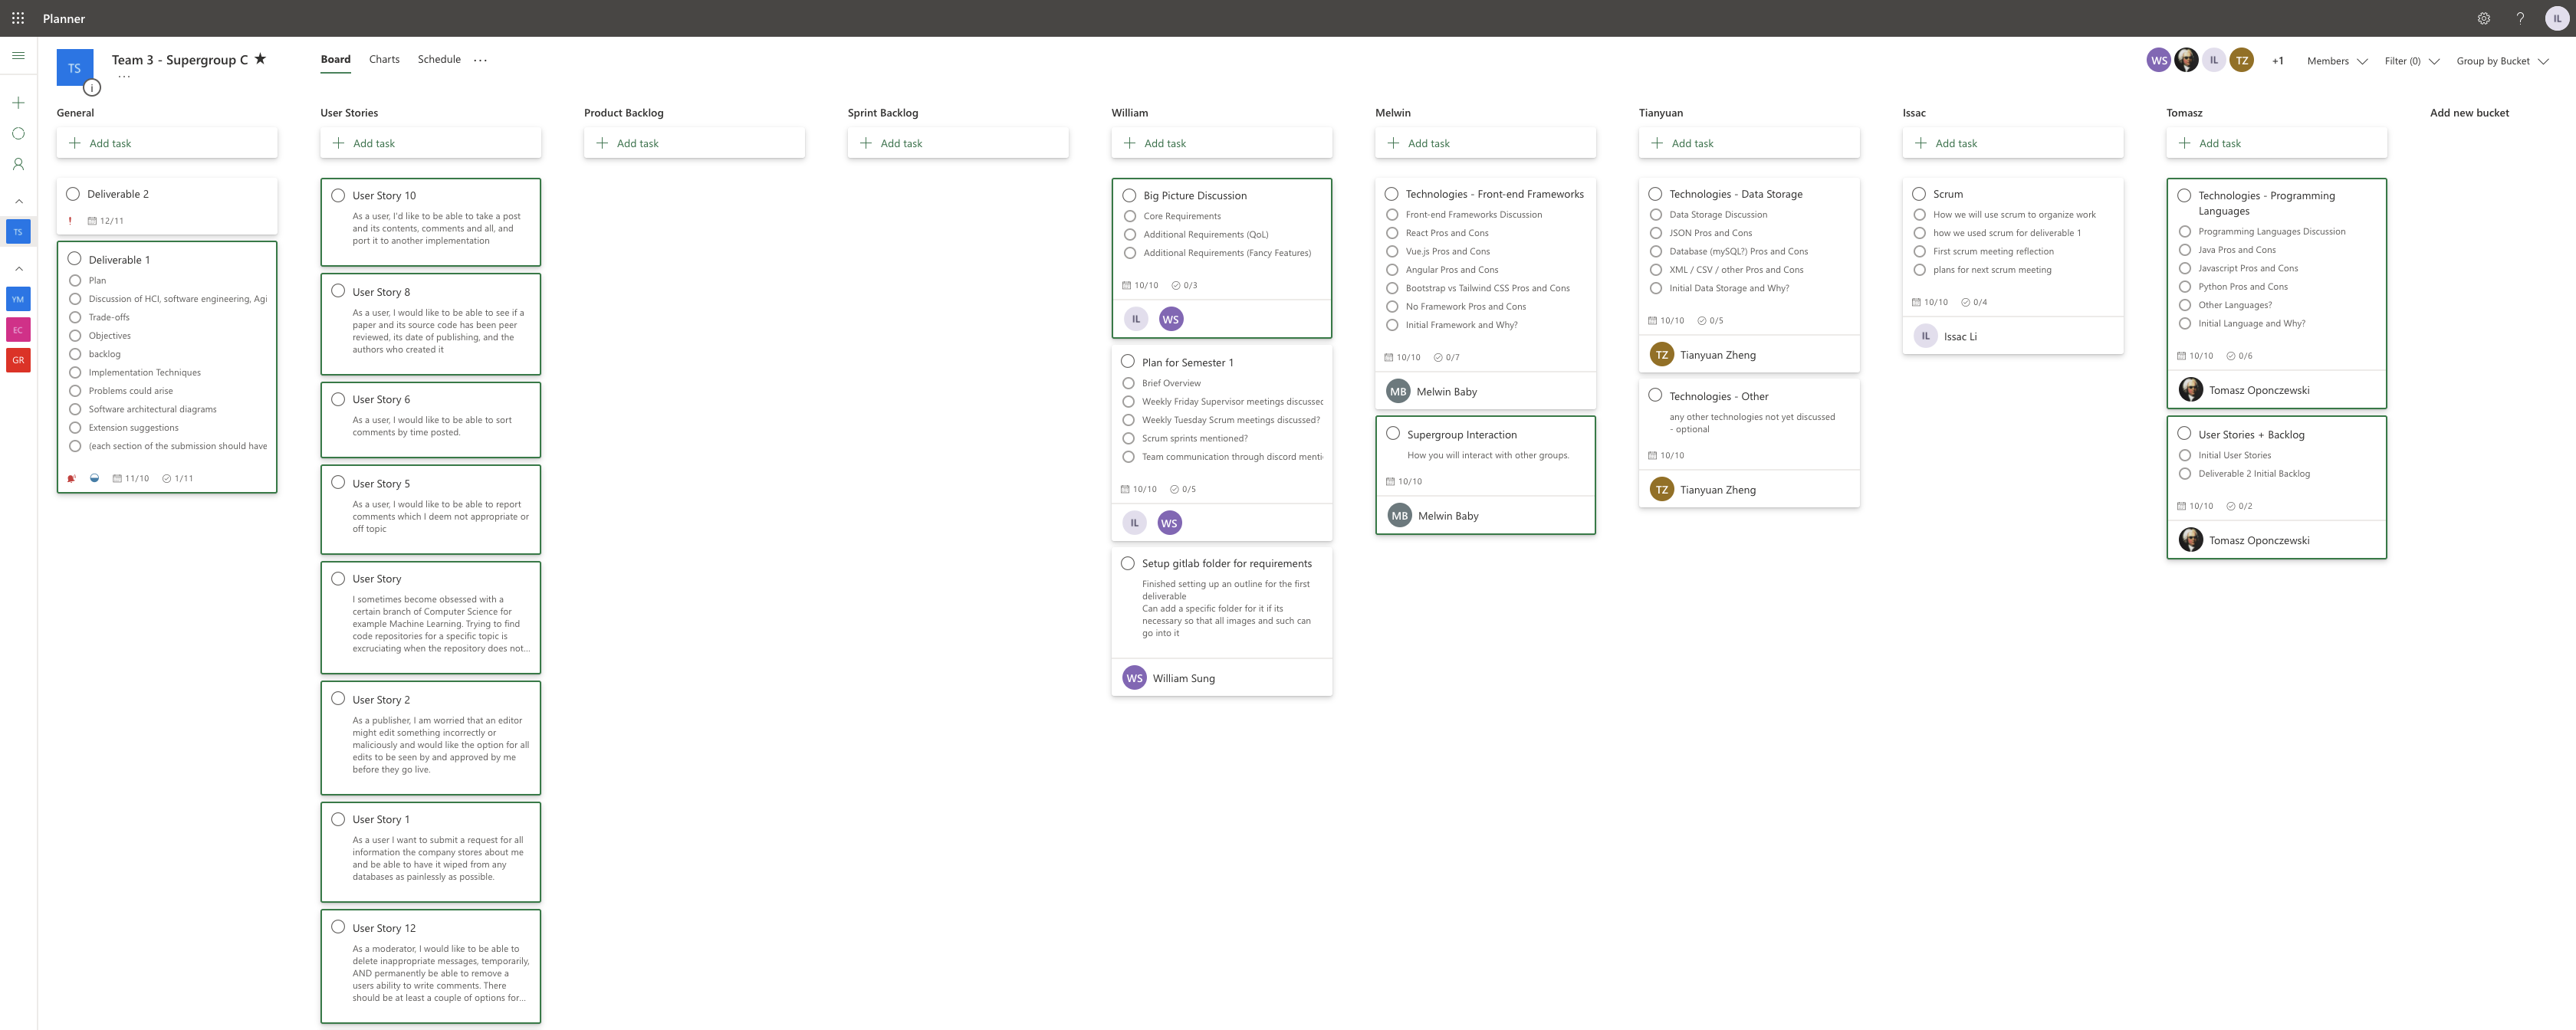 Planner
IL
TS
Team 3 - Supergroup C ★
...
i
Board
Charts
Schedule
...
WS
IL
TZ
+1
Members
Filter (0)
Group by Bucket
TS
YM
EC
GR
General
Add task
Deliverable 2
! 12/11
Deliverable 1
Plan
Discussion of HCI, software engineering, Agi
Trade-offs
Objectives
backlog
Implementation Techniques
Problems could arise
Software architectural diagrams
Extension suggestions
(each section of the submission should have
11/10 1/11
User Stories
Add task
User Story 10
As a user, I'd like to be able to take a post
and its contents, comments and all, and
port it to another implementation
User Story 8
As a user, I would like to be able to see if a
paper and its source code has been peer
reviewed, its date of publishing, and the
authors who created it
User Story 6
As a user, I would like to be able to sort
comments by time posted.
User Story 5
As a user, I would like to be able to report
comments which I deem not appropriate or
off topic
User Story
I sometimes become obsessed with a
certain branch of Computer Science for
example Machine Learning. Trying to find
code repositories for a specific topic is
excruciating when the repository does not...
User Story 2
As a publisher, I am worried that an editor
might edit something incorrectly or
maliciously and would like the option for all
edits to be seen by and approved by me
before they go live.
User Story 1
As a user I want to submit a request for all
information the company stores about me
and be able to have it wiped from any
databases as painlessly as possible.
User Story 12
As a moderator, I would like to be able to
delete inappropriate messages, temporarily,
AND permanently be able to remove a
users ability to write comments. There
should be at least a couple of options for...
Product Backlog
Add task
Sprint Backlog
Add task
William
Add task
Big Picture Discussion
Core Requirements
Additional Requirements (QoL)
Additional Requirements (Fancy Features)
10/10 0/3
IL WS
Plan for Semester 1
Brief Overview
Weekly Friday Supervisor meetings discussed
Weekly Tuesday Scrum meetings discussed?
Scrum sprints mentioned?
Team communication through discord menti
10/10 0/5
IL WS
Setup gitlab folder for requirements
Finished setting up an outline for the first
deliverable
Can add a specific folder for it if its
necessary so that all images and such can
go into it
WS William Sung
Melwin
Add task
Technologies - Front-end Frameworks
Front-end Frameworks Discussion
React Pros and Cons
Vue.js Pros and Cons
Angular Pros and Cons
Bootstrap vs Tailwind CSS Pros and Cons
No Framework Pros and Cons
Initial Framework and Why?
10/10 0/7
MB Melwin Baby
Supergroup Interaction
How you will interact with other groups.
10/10
MB Melwin Baby
Tianyuan
Add task
Technologies - Data Storage
Data Storage Discussion
JSON Pros and Cons
Database (mySQL?) Pros and Cons
XML / CSV / other Pros and Cons
Initial Data Storage and Why?
10/10 0/5
TZ Tianyuan Zheng
Technologies - Other
any other technologies not yet discussed
- optional
10/10
TZ Tianyuan Zheng
Issac
Add task
Scrum
How we will use scrum to organize work
how we used scrum for deliverable 1
First scrum meeting reflection
plans for next scrum meeting
10/10 0/4
IL Issac Li
Tomasz
Add task
Technologies - Programming
Languages
Programming Languages Discussion
Java Pros and Cons
Javascript Pros and Cons
Python Pros and Cons
Other Languages?
Initial Language and Why?
10/10 0/6
Tomasz Oponczewski
User Stories + Backlog
Initial User Stories
Deliverable 2 Initial Backlog
10/10 0/2
Tomasz Oponczewski
Add new bucket